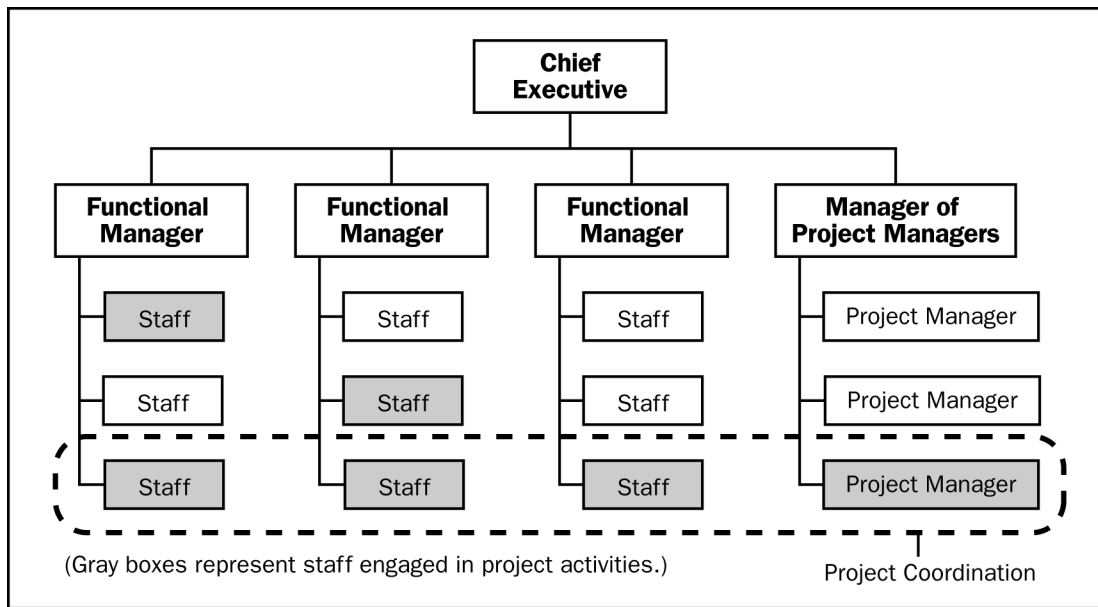 Chief
Executive
Functional
Manager
Functional
Manager
Functional
Manager
Manager of
Project Managers
Staff
Staff
Staff
Project Manager
Staff
Staff
Staff
Project Manager
Staff
Staff
Staff
Project Manager
(Gray boxes represent staff engaged in project activities.)
Project Coordination